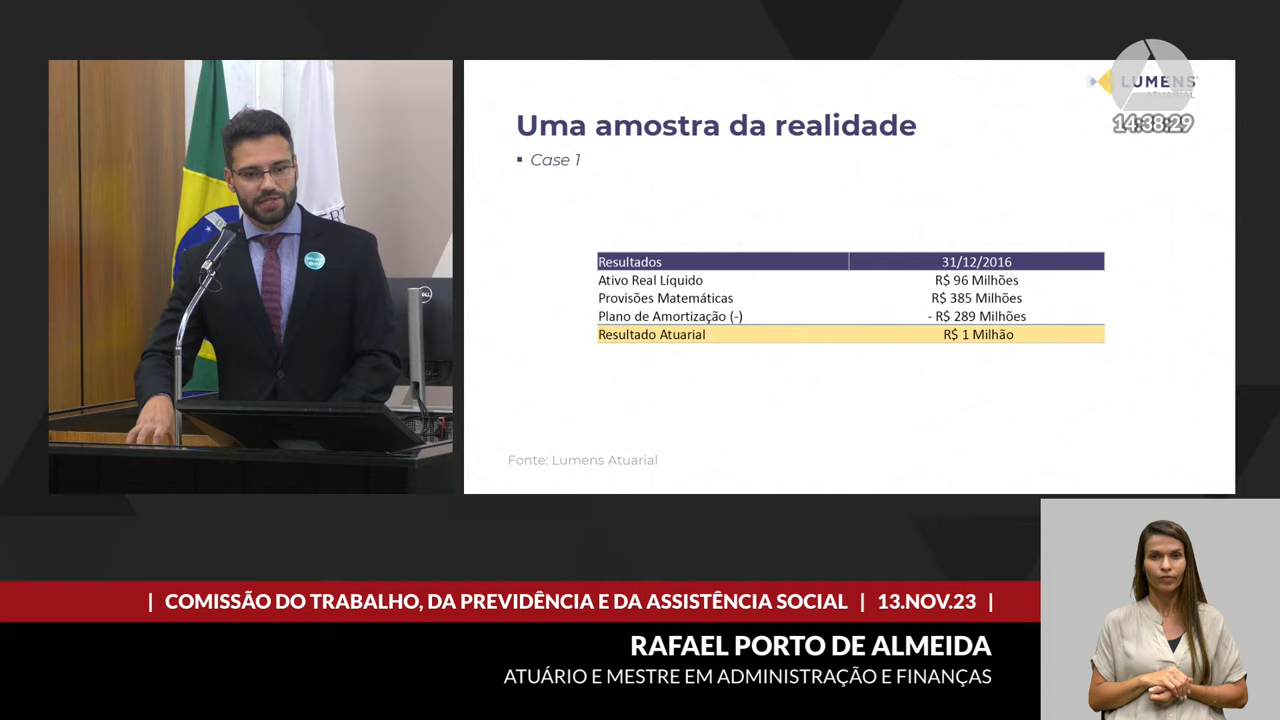 LUMENS
ATUARIAL
14:38:29
Uma amostra da realidade
▪ Case 1
Resultados 31/12/2016
Ativo Real Líquido R$ 96 Milhões
Provisões Matemáticas R$ 385 Milhões
Plano de Amortização (-) - R$ 289 Milhões
Resultado Atuarial R$ 1 Milhão
Fonte: Lumens Atuarial
DELL
| COMISSÃO DO TRABALHO, DA PREVIDÊNCIA E DA ASSISTÊNCIA SOCIAL | 13.NOV.23 |
RAFAEL PORTO DE ALMEIDA
ATUÁRIO E MESTRE EM ADMINISTRAÇÃO E FINANÇAS